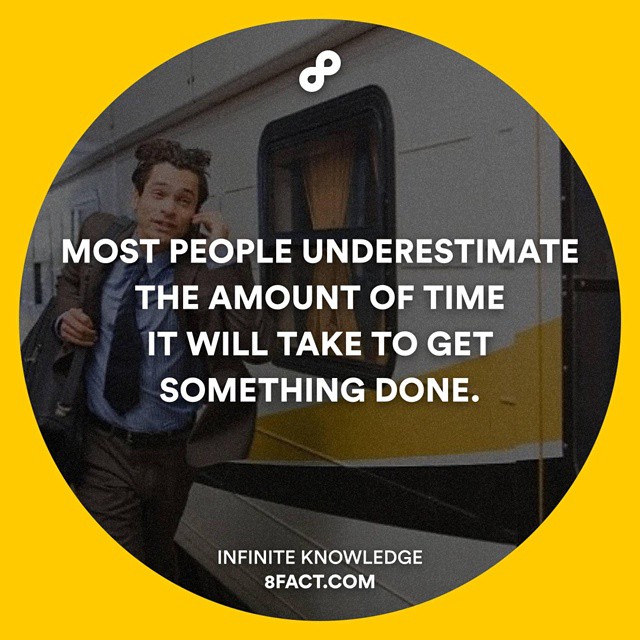 MOST PEOPLE UNDERESTIMATE
THE AMOUNT OF TIME
IT WILL TAKE TO GET
SOMETHING DONE.
INFINITE KNOWLEDGE
8FACT.COM